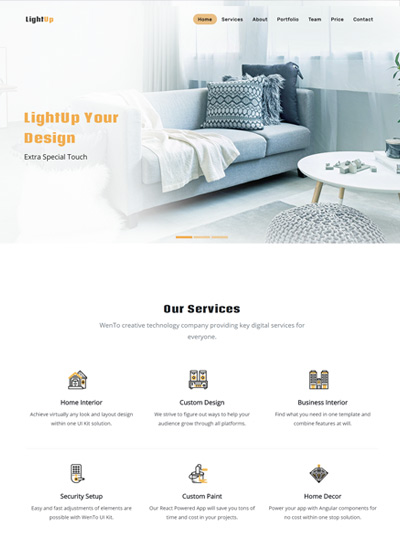 LightUp
Home Services About Portfolio Team Price Contact
LightUp Your
Design
Extra Special Touch
Our Services
WenTo creative technology company providing key digital services for
everyone.
Home Interior
Achieve virtually any look and layout design
within one UI Kit solution.
Custom Design
We strive to figure out ways to help your
audience grow through all platforms.
Business Interior
Find what you need in one template and
combine features at will.
Security Setup
Easy and fast adjustments of elements are
possible with WenTo UI Kit.
Custom Paint
Our React Powered App will save you tons of
time and cost in your projects.
Home Decor
Power your app with Angular components for
no cost within one stop solution.